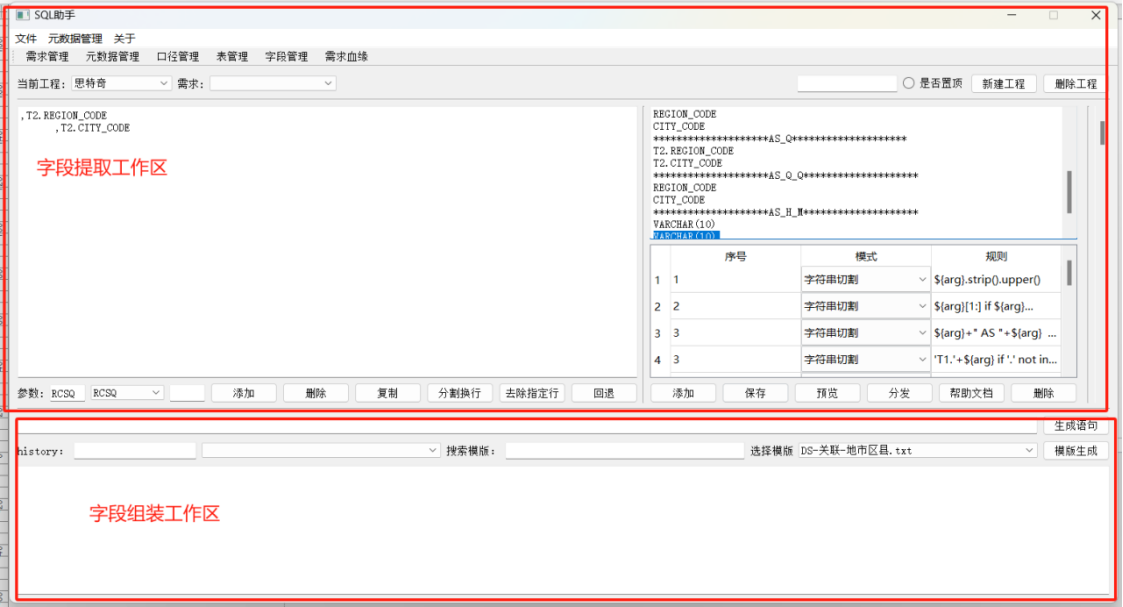 SQL助手
文件 元数据管理 关于
需求管理 元数据管理 口径管理 表管理 字段管理 需求血缘
当前工程: 思特奇 需求: 是否置顶 新建工程 删除工程
,T2.REGION_CODE
,T2.CITY_CODE
字段提取工作区
REGION_CODE
CITY_CODE
********************AS_Q********************
T2.REGION_CODE
T2.CITY_CODE
********************AS_Q_Q********************
REGION_CODE
CITY_CODE
********************AS_H_M********************
VARCHAR(10)
VARCHAR(10)
序号 模式 规则
1 1 字符串切割 ${arg}.strip().upper()
2 2 字符串切割 ${arg}[1:] if ${arg}...
3 3 字符串切割 ${arg}+" AS "+${arg} ...
4 3 字符串切割 'T1.'+${arg} if '.' not in...
参数: RCSQ RCSQ 添加 删除 复制 分割换行 去除指定行 回退 添加 保存 预览 分发 帮助文档 删除
生成语句
history: 搜索模版: 选择模版 DS-关联-地市区县.txt 模版生成
字段组装工作区